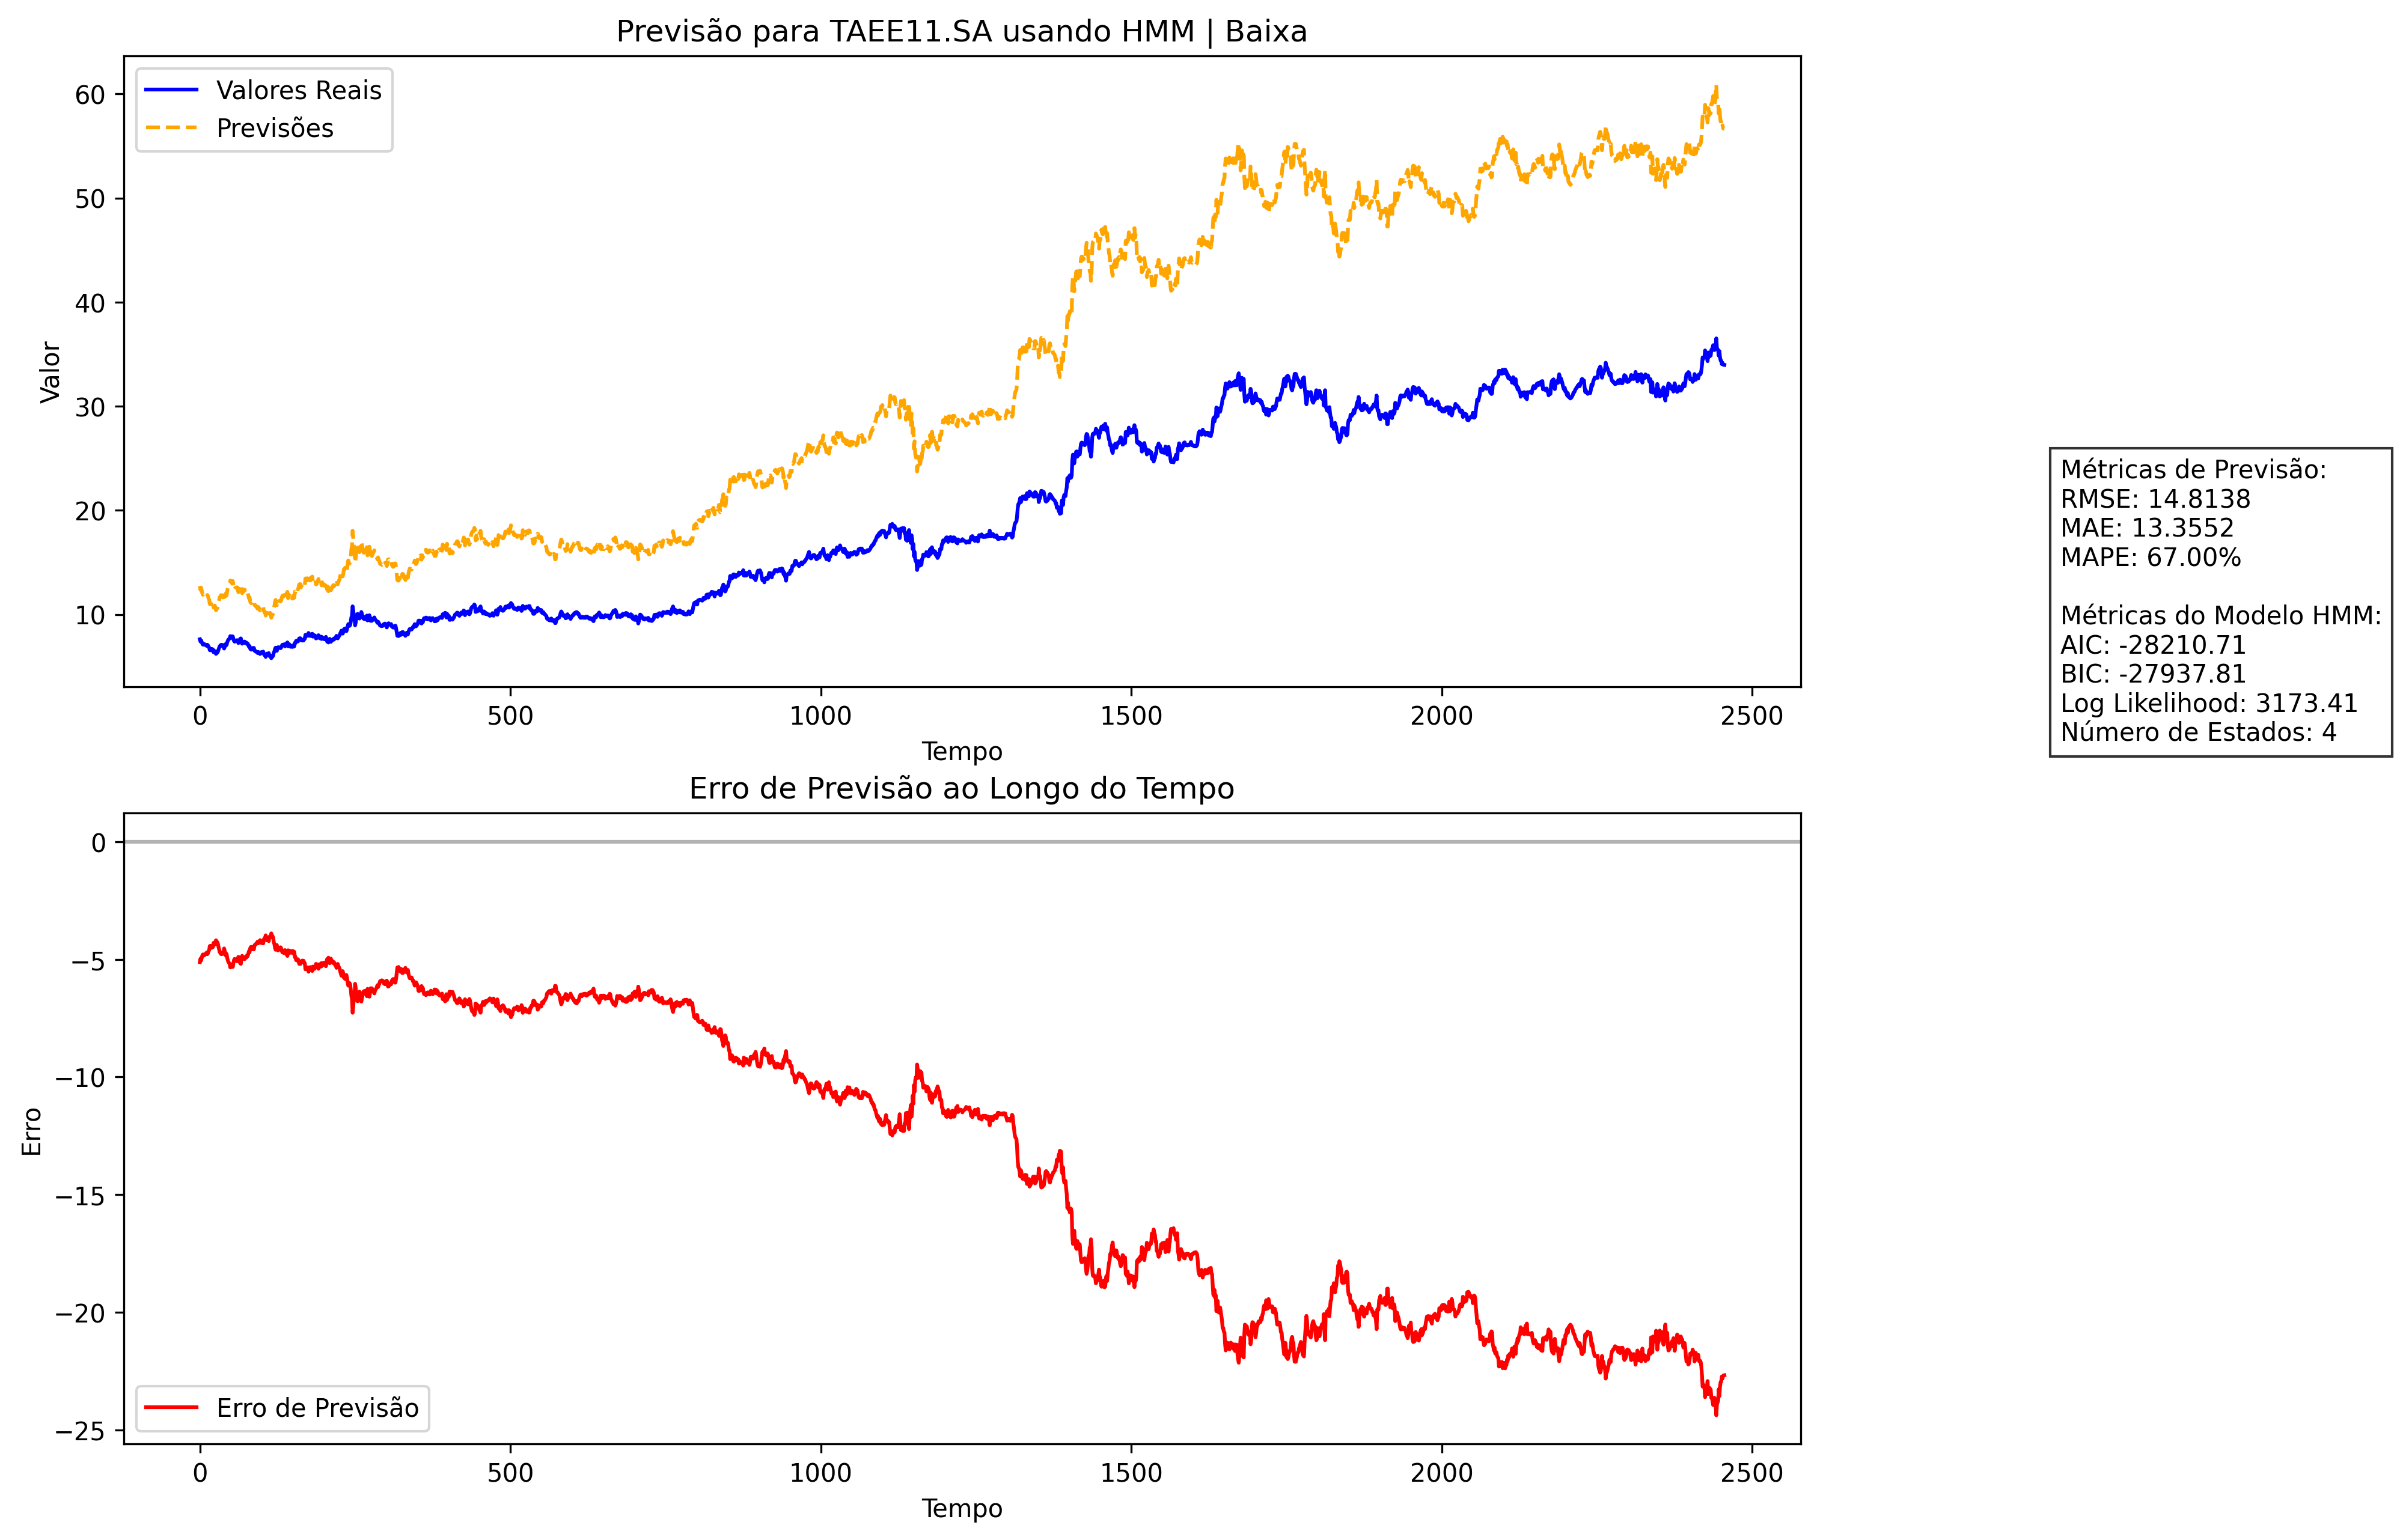 Previsão para TAEE11.SA usando HMM | Baixa
Valores Reais
Previsões
60
50
40
30
20
10
Valor
0
500
1000
1500
2000
2500
Tempo
Métricas de Previsão:
RMSE: 14.8138
MAE: 13.3552
MAPE: 67.00%
Métricas do Modelo HMM:
AIC: -28210.71
BIC: -27937.81
Log Likelihood: 3173.41
Número de Estados: 4
Erro de Previsão ao Longo do Tempo
0
−5
−10
−15
−20
−25
Erro
Erro de Previsão
0
500
1000
1500
2000
2500
Tempo